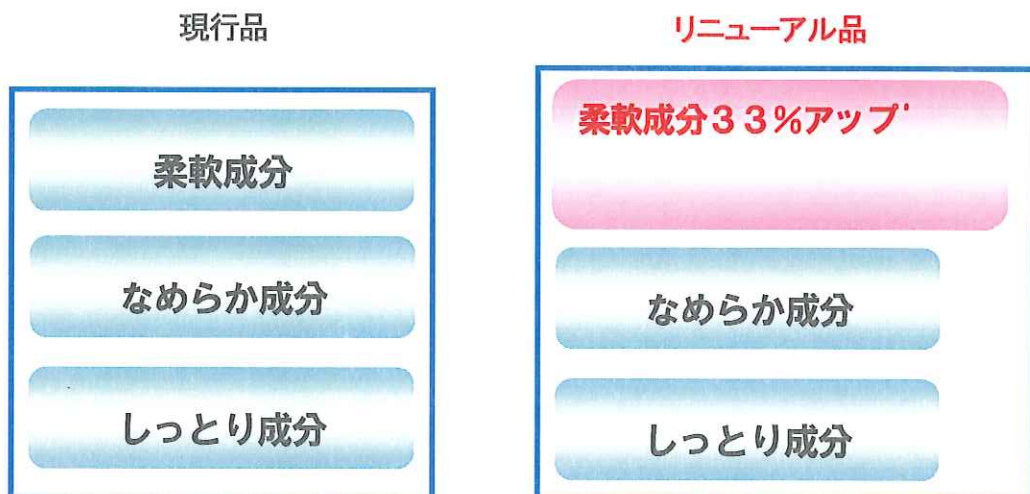 現行品
柔軟成分
なめらか成分
しっとり成分
リニューアル品
柔軟成分33%アップ
なめらか成分
しっとり成分